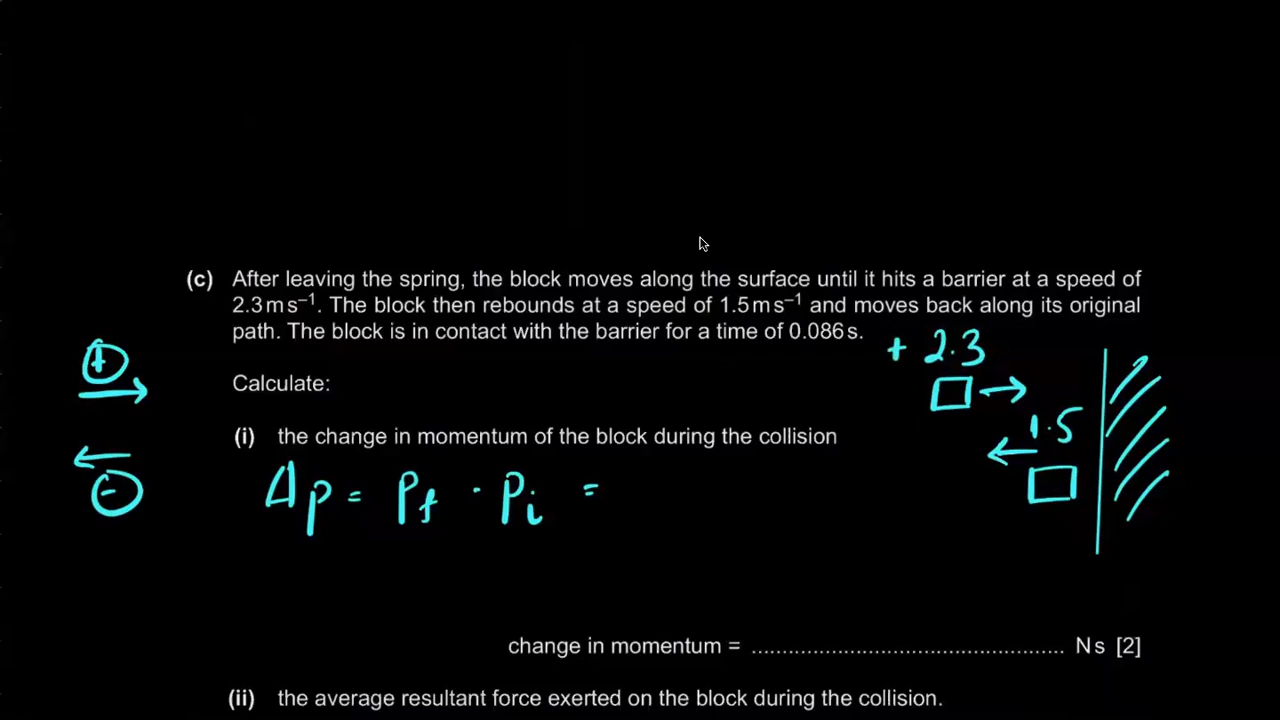 (c) After leaving the spring, the block moves along the surface until it hits a barrier at a speed of
2.3 m s⁻¹. The block then rebounds at a speed of 1.5 m s⁻¹ and moves back along its original
path. The block is in contact with the barrier for a time of 0.086 s.
+ 2.3
+
Calculate:
1.5
(i) the change in momentum of the block during the collision
-
Δp = Pf - Pi =
change in momentum = .................................................... N s [2]
(ii) the average resultant force exerted on the block during the collision.